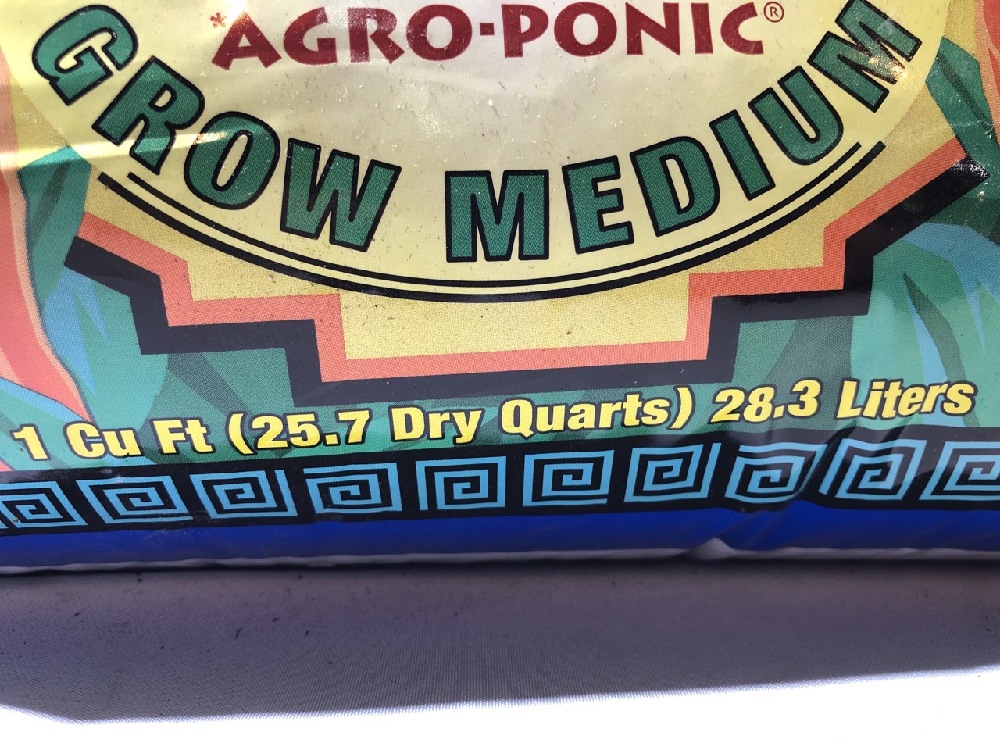 *AGRO·PONIC®
GROW MEDIUM
1 Cu Ft (25.7 Dry Quarts) 28.3 Liters